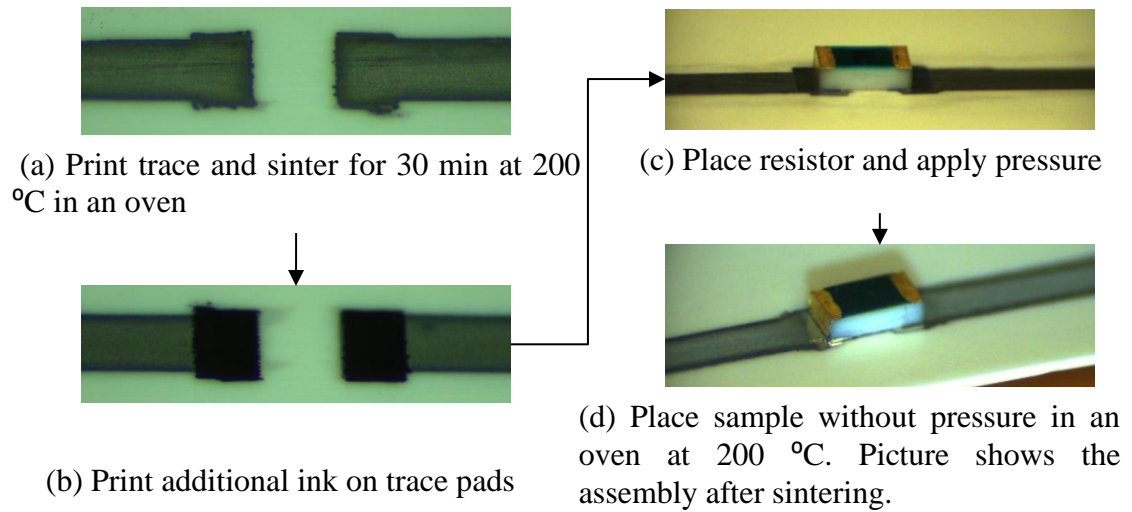 (a) Print trace and sinter for 30 min at 200
⁰C in an oven
(b) Print additional ink on trace pads
(c) Place resistor and apply pressure
(d) Place sample without pressure in an
oven at 200 ⁰C. Picture shows the
assembly after sintering.